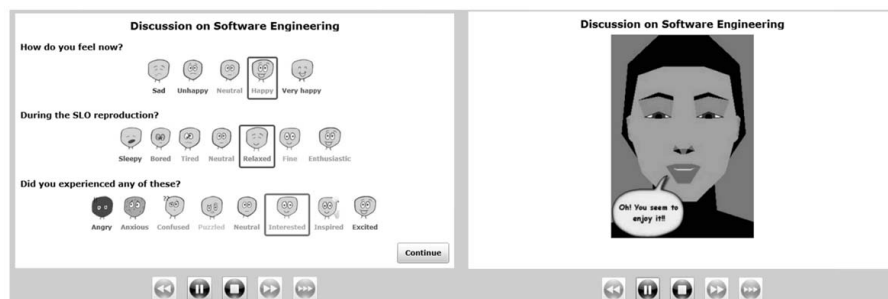 Discussion on Software Engineering
How do you feel now?
Sad Unhappy Neutral Happy Very happy
During the SLO reproduction?
Sleepy Bored Tired Neutral Relaxed Fine Enthusiastic
Did you experienced any of these?
??
Angry Anxious Confused Puzzled Neutral Interested Inspired Excited
Continue
Discussion on Software Engineering
Oh! You seem to
enjoy it!!